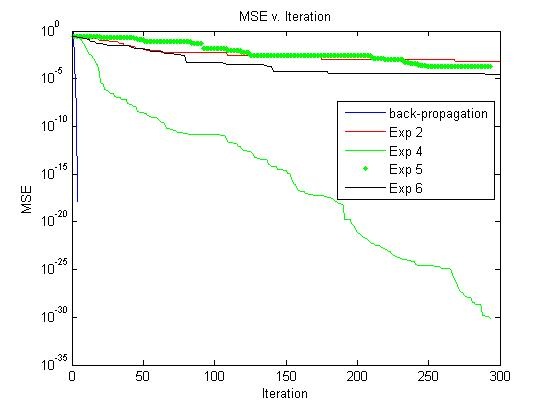 MSE v. Iteration
10^0
10^-5
10^-10
10^-15
10^-20
10^-25
10^-30
10^-35
MSE
back-propagation
Exp 2
Exp 4
Exp 5
Exp 6
0 50 100 150 200 250 300
Iteration